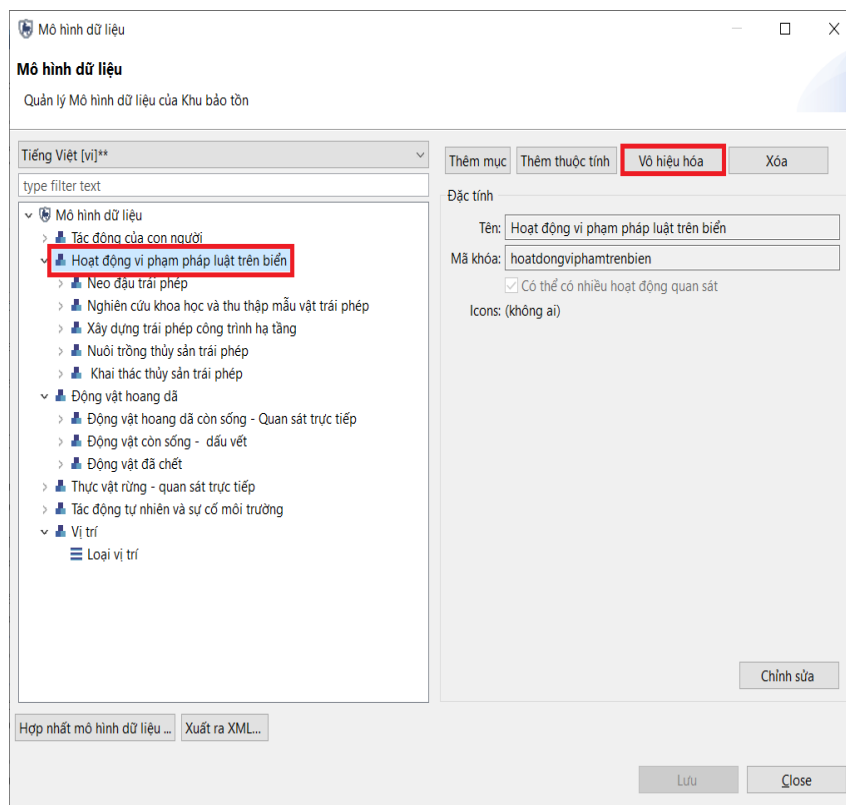 Mô hình dữ liệu
Mô hình dữ liệu
Quản lý Mô hình dữ liệu của Khu bảo tồn
Tiếng Việt [vi]**
type filter text
Mô hình dữ liệu
Tác động của con người
Hoạt động vi phạm pháp luật trên biển
Neo đậu trái phép
Nghiên cứu khoa học và thu thập mẫu vật trái phép
Xây dựng trái phép công trình hạ tầng
Nuôi trồng thủy sản trái phép
Khai thác thủy sản trái phép
Động vật hoang dã
Động vật hoang dã còn sống - Quan sát trực tiếp
Động vật còn sống - dấu vết
Động vật đã chết
Thực vật rừng - quan sát trực tiếp
Tác động tự nhiên và sự cố môi trường
Vị trí
Loại vị trí
Thêm mục Thêm thuộc tính Vô hiệu hóa Xóa
Đặc tính
Tên: Hoạt động vi phạm pháp luật trên biển
Mã khóa: hoatdongviphamtrenbien
Có thể có nhiều hoạt động quan sát
Icons: (không ai)
Chỉnh sửa
Hợp nhất mô hình dữ liệu ... Xuất ra XML...
Lưu Close